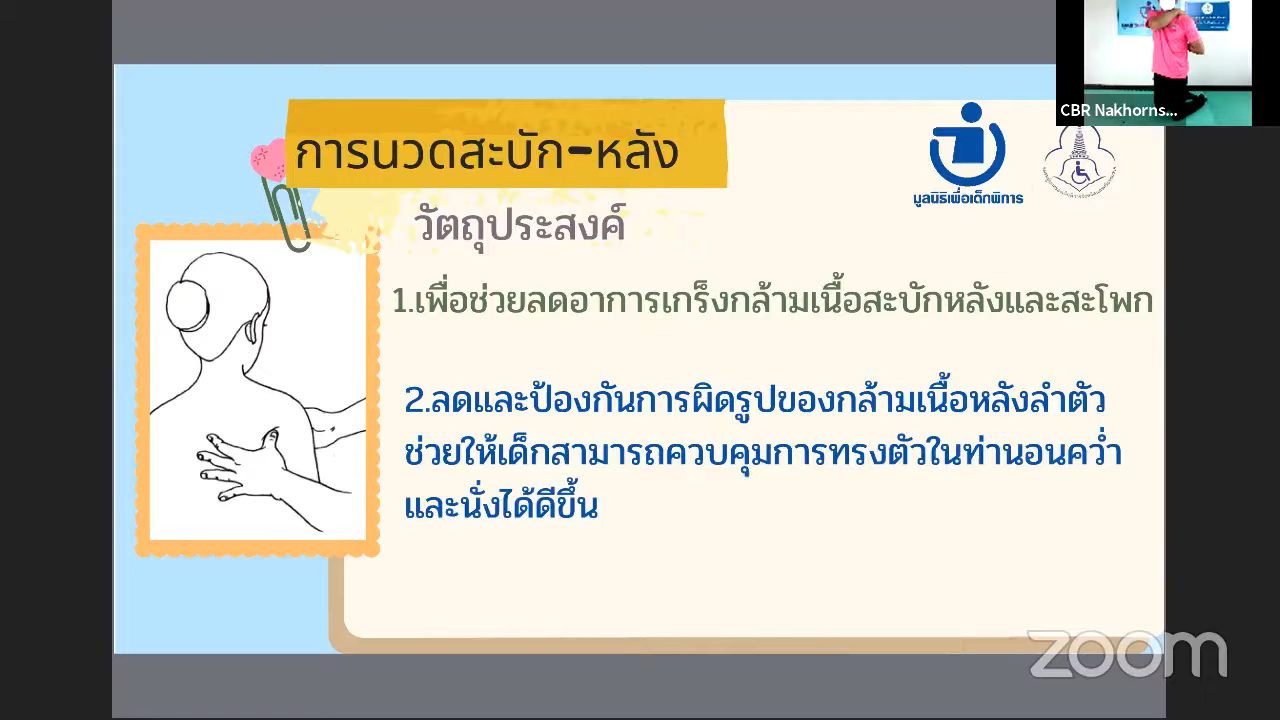 CBR Nakhorns...
การนวดสะบัก-หลัง
มูลนิธิเพื่อเด็กพิการ
วัตถุประสงค์
1.เพื่อช่วยลดอาการเกร็งกล้ามเนื้อสะบักหลังและสะโพก
2.ลดและป้องกันการผิดรูปของกล้ามเนื้อหลังลำตัว
ช่วยให้เด็กสามารถควบคุมการทรงตัวในท่านอนคว่ำ
และนั่งได้ดีขึ้น
zoom